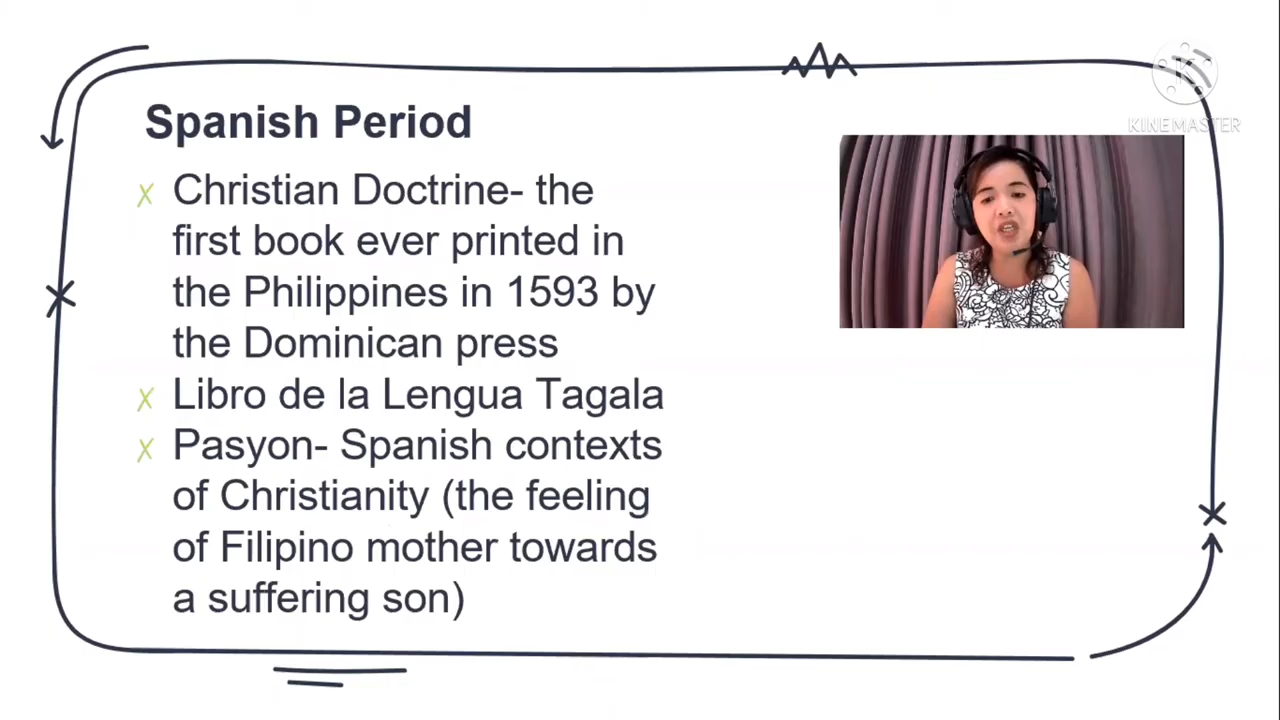 Spanish Period
Christian Doctrine- the
first book ever printed in
the Philippines in 1593 by
the Dominican press
Libro de la Lengua Tagala
Pasyon- Spanish contexts
of Christianity (the feeling
of Filipino mother towards
a suffering son)
K
KINEMASTER